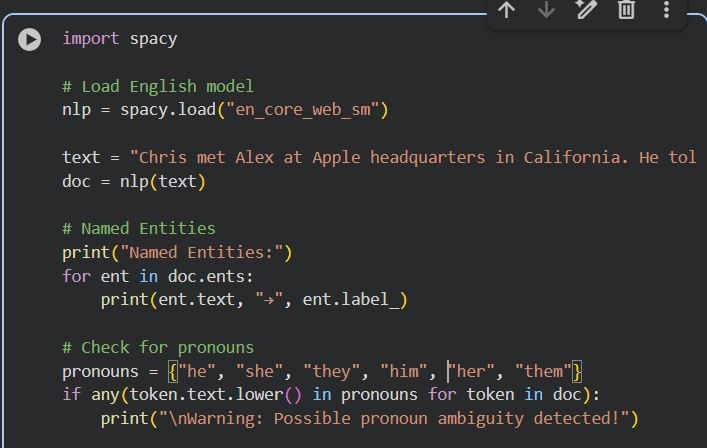 import spacy
# Load English model
nlp = spacy.load("en_core_web_sm")
text = "Chris met Alex at Apple headquarters in California. He tol
doc = nlp(text)
# Named Entities
print("Named Entities:")
for ent in doc.ents:
    print(ent.text, "→", ent.label_)
# Check for pronouns
pronouns = {"he", "she", "they", "him", "her", "them"}
if any(token.text.lower() in pronouns for token in doc):
    print("\nWarning: Possible pronoun ambiguity detected!")